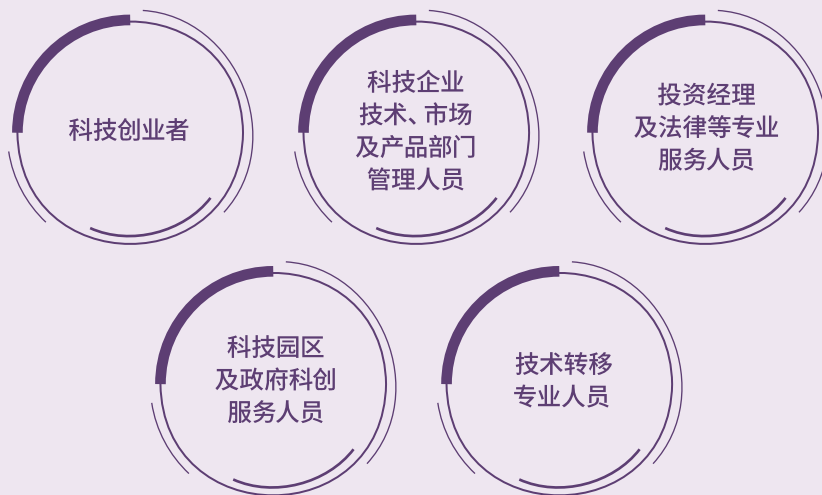 科技创业者
科技企业
技术、市场
及产品部门
管理人员
投资经理
及法律等专业
服务人员
科技园区
及政府科创
服务人员
技术转移
专业人员